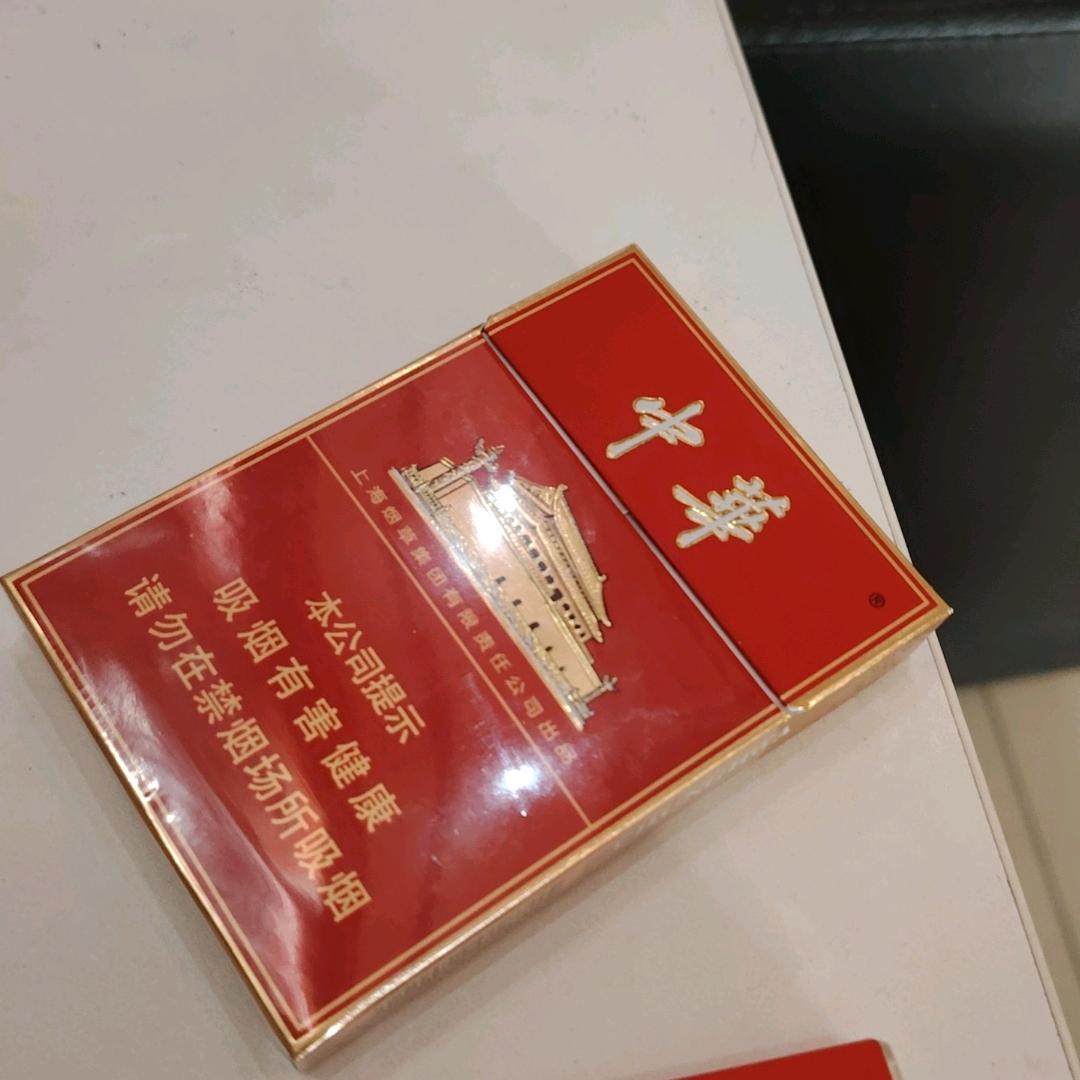 中华
®
上海烟草集团有限责任公司出品
本公司提示
吸烟有害健康
请勿在禁烟场所吸烟